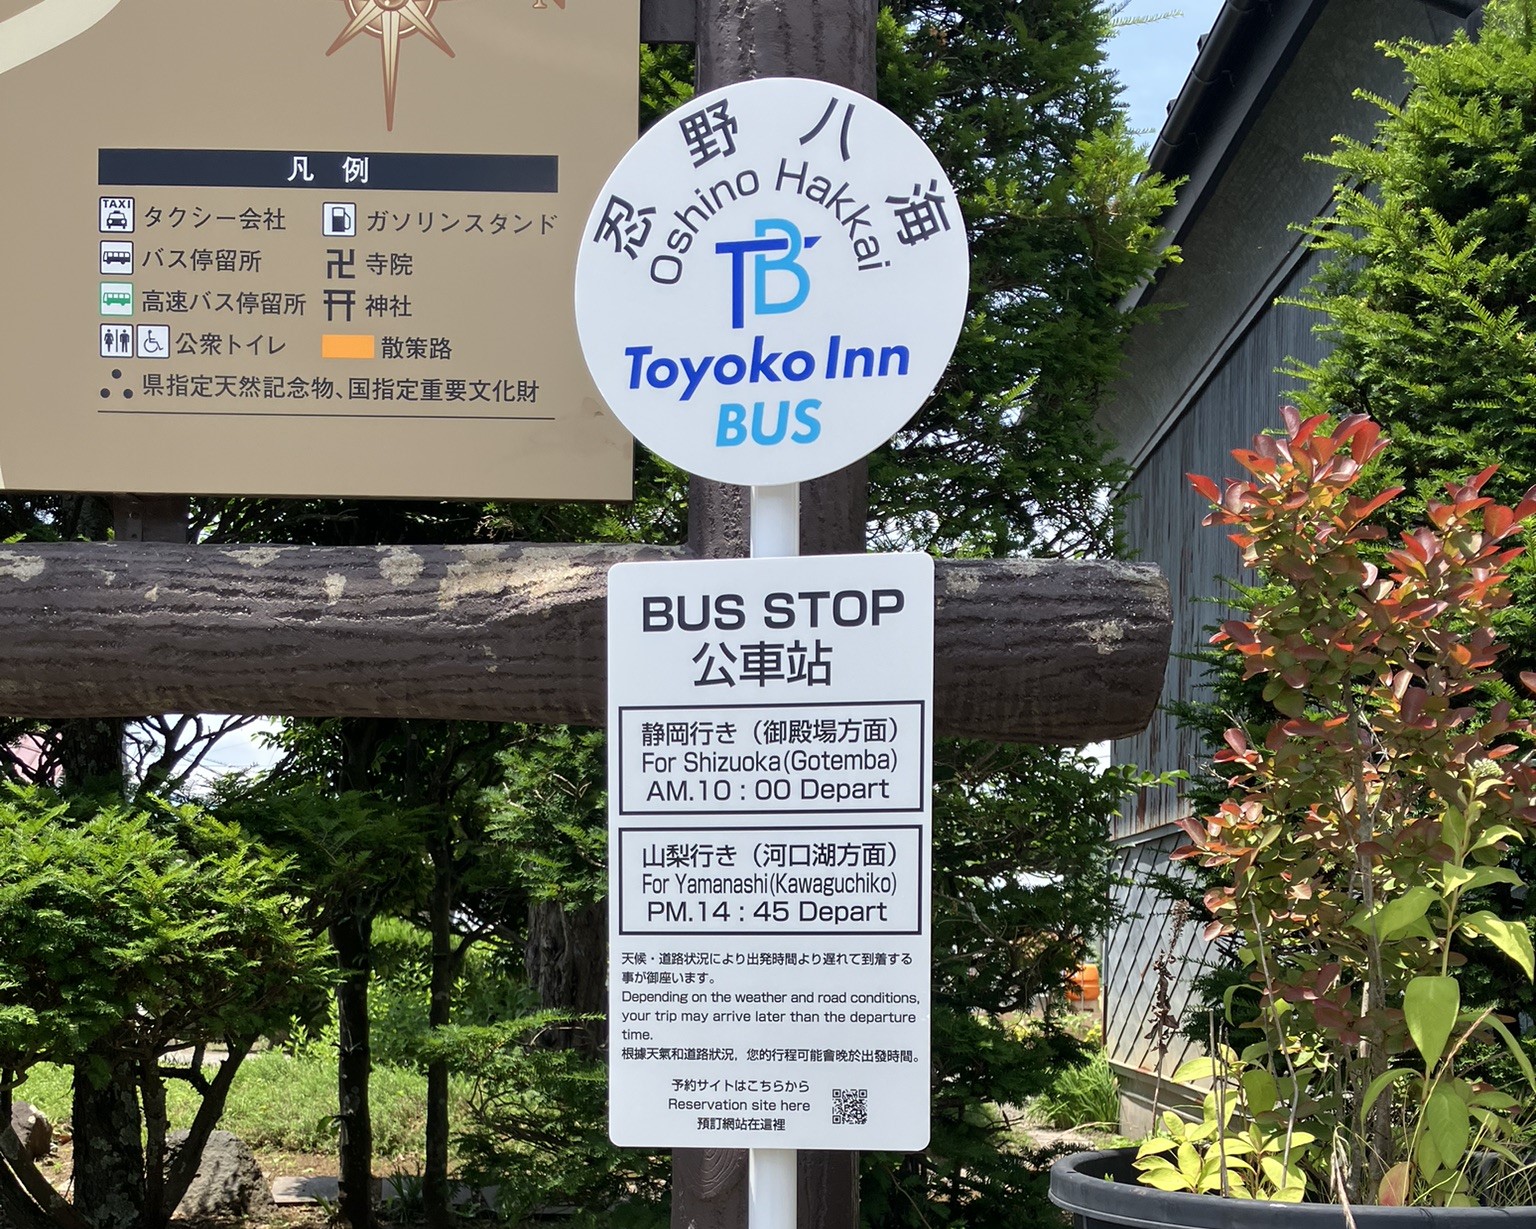 N
凡例
TAXI タクシー会社
ガソリンスタンド
バス停留所
卍 寺院
高速バス停留所
神社
公衆トイレ
散策路
県指定天然記念物、国指定重要文化財
忍野八海
Oshino Hakkai
TB
Toyoko Inn
BUS
BUS STOP
公車站
静岡行き（御殿場方面）
For Shizuoka(Gotemba)
AM.10：00 Depart
山梨行き（河口湖方面）
For Yamanashi(Kawaguchiko)
PM.14：45 Depart
天候・道路状況により出発時間より遅れて到着する
事が御座います。
Depending on the weather and road conditions,
your trip may arrive later than the departure
time.
根據天氣和道路狀況，您的行程可能會晚於出發時間。
予約サイトはこちらから
Reservation site here
預訂網站在這裡